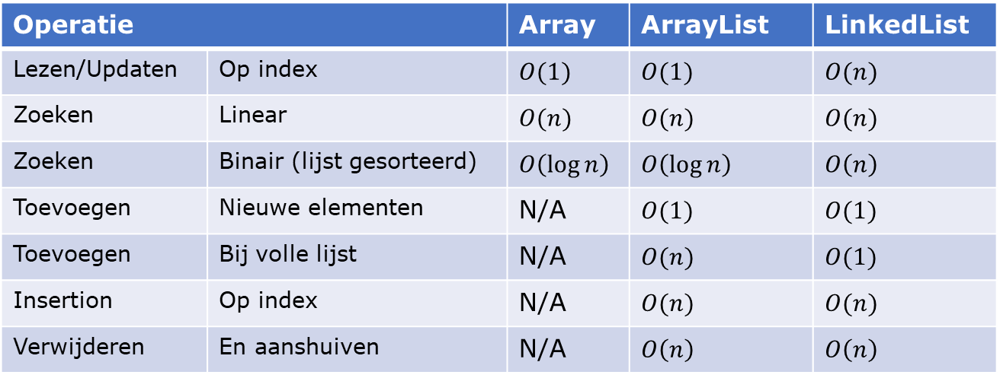 Operatie Array ArrayList LinkedList
Lezen/Updaten Op index O(1) O(1) O(n)
Zoeken Linear O(n) O(n) O(n)
Zoeken Binair (lijst gesorteerd) O(log n) O(log n) O(n)
Toevoegen Nieuwe elementen N/A O(1) O(1)
Toevoegen Bij volle lijst N/A O(n) O(1)
Insertion Op index N/A O(n) O(n)
Verwijderen En aanshuiven N/A O(n) O(n)